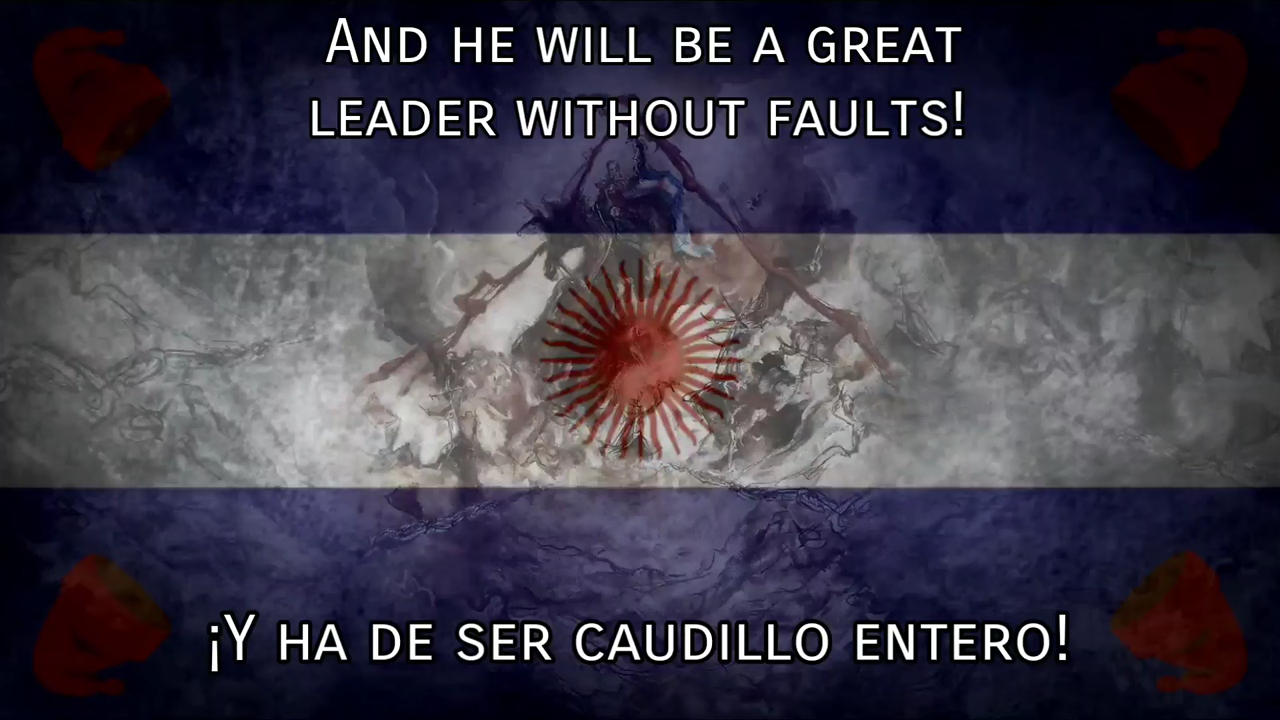 And he will be a great
leader without faults!
¡Y ha de ser caudillo entero!